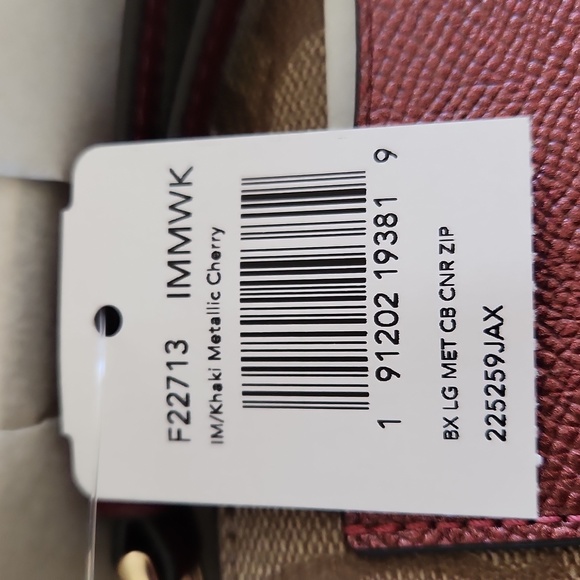 F22713 IMMWK
IM/Khaki Metallic Cherry
1 91202 19381 9
BX LG MET CB CNR ZIP
225259JAX